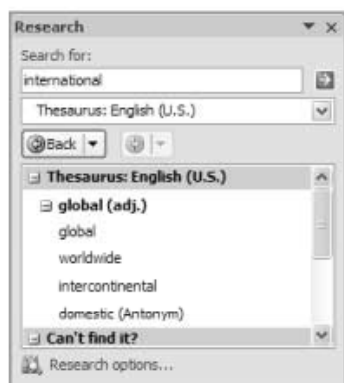 Research
Search for:
international
Thesaurus: English (U.S.)
Back
Thesaurus: English (U.S.)
global (adj.)
global
worldwide
intercontinental
domestic (Antonym)
Can't find it?
Research options...